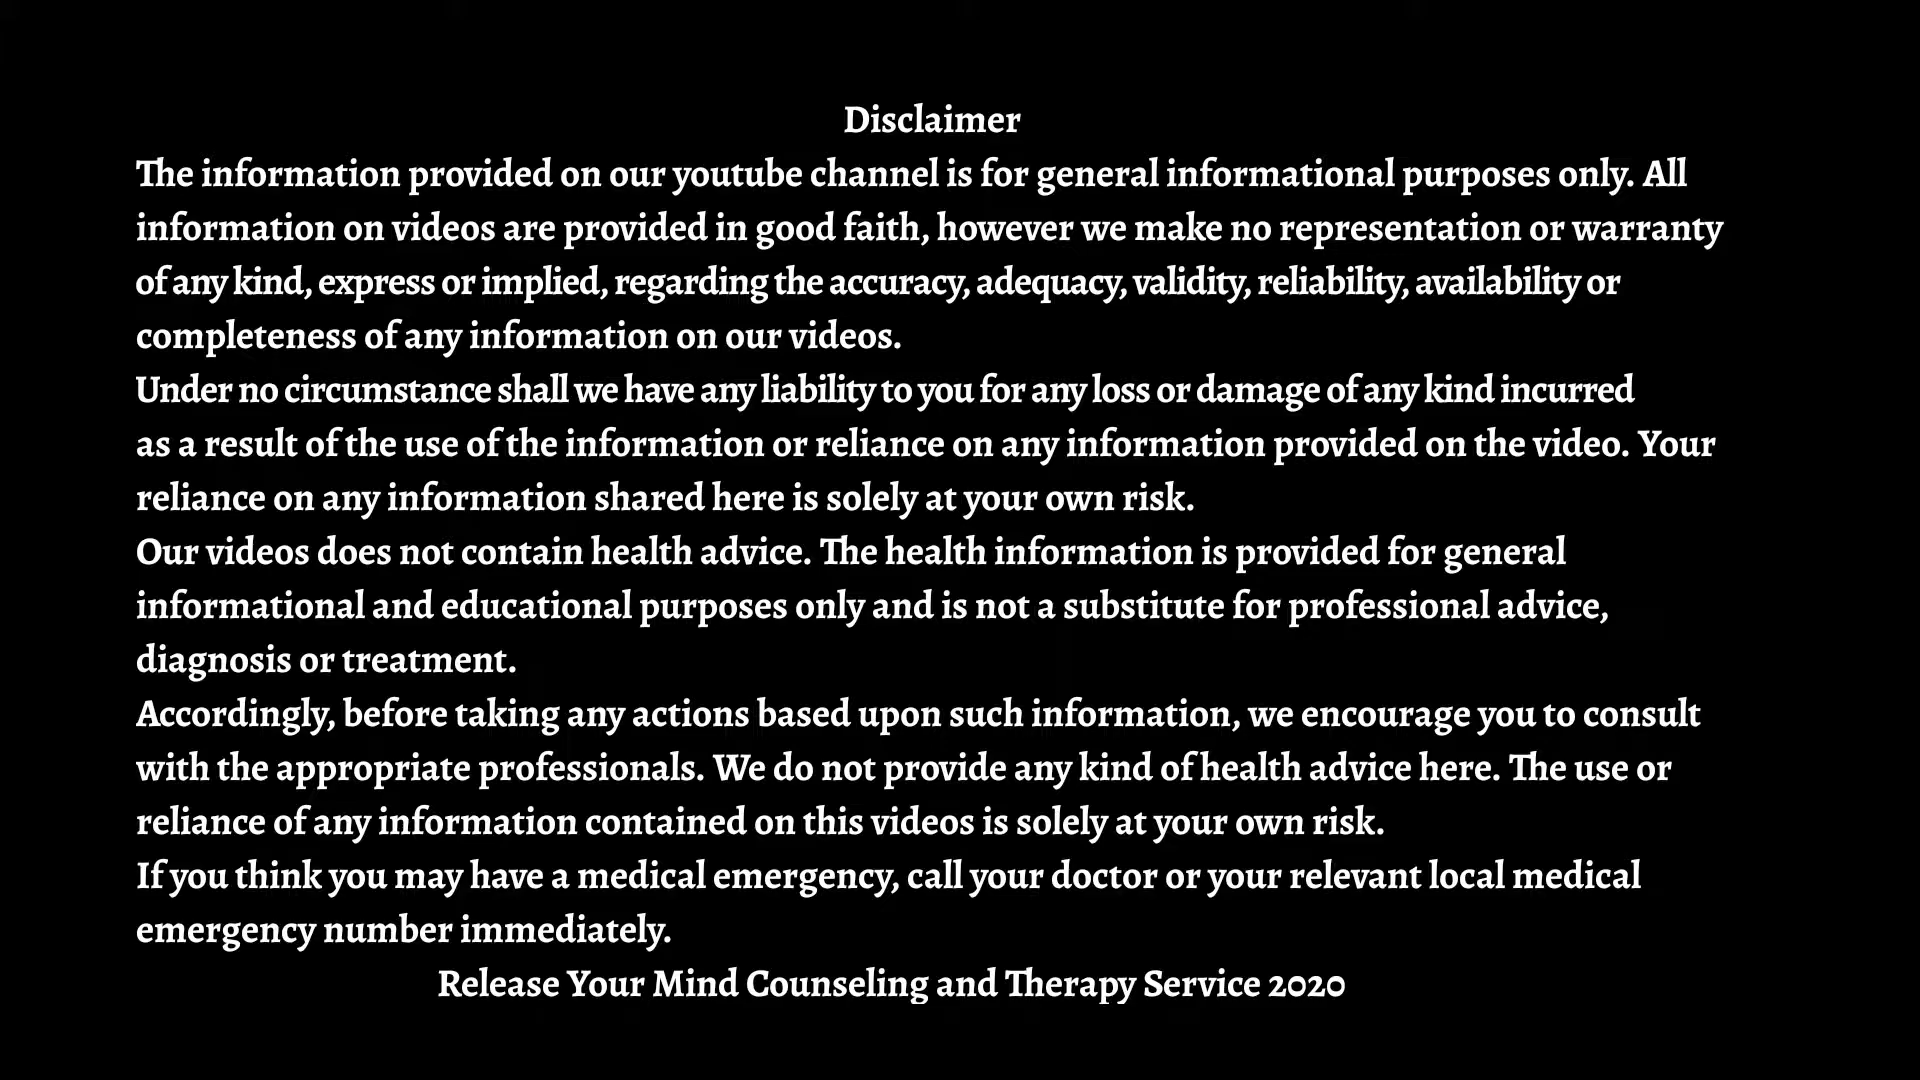 Disclaimer
The information provided on our youtube channel is for general informational purposes only. All
information on videos are provided in good faith, however we make no representation or warranty
of any kind, express or implied, regarding the accuracy, adequacy, validity, reliability, availability or
completeness of any information on our videos.
Under no circumstance shall we have any liability to you for any loss or damage of any kind incurred
as a result of the use of the information or reliance on any information provided on the video. Your
reliance on any information shared here is solely at your own risk.
Our videos does not contain health advice. The health information is provided for general
informational and educational purposes only and is not a substitute for professional advice,
diagnosis or treatment.
Accordingly, before taking any actions based upon such information, we encourage you to consult
with the appropriate professionals. We do not provide any kind of health advice here. The use or
reliance of any information contained on this videos is solely at your own risk.
If you think you may have a medical emergency, call your doctor or your relevant local medical
emergency number immediately.
Release Your Mind Counseling and Therapy Service 2020